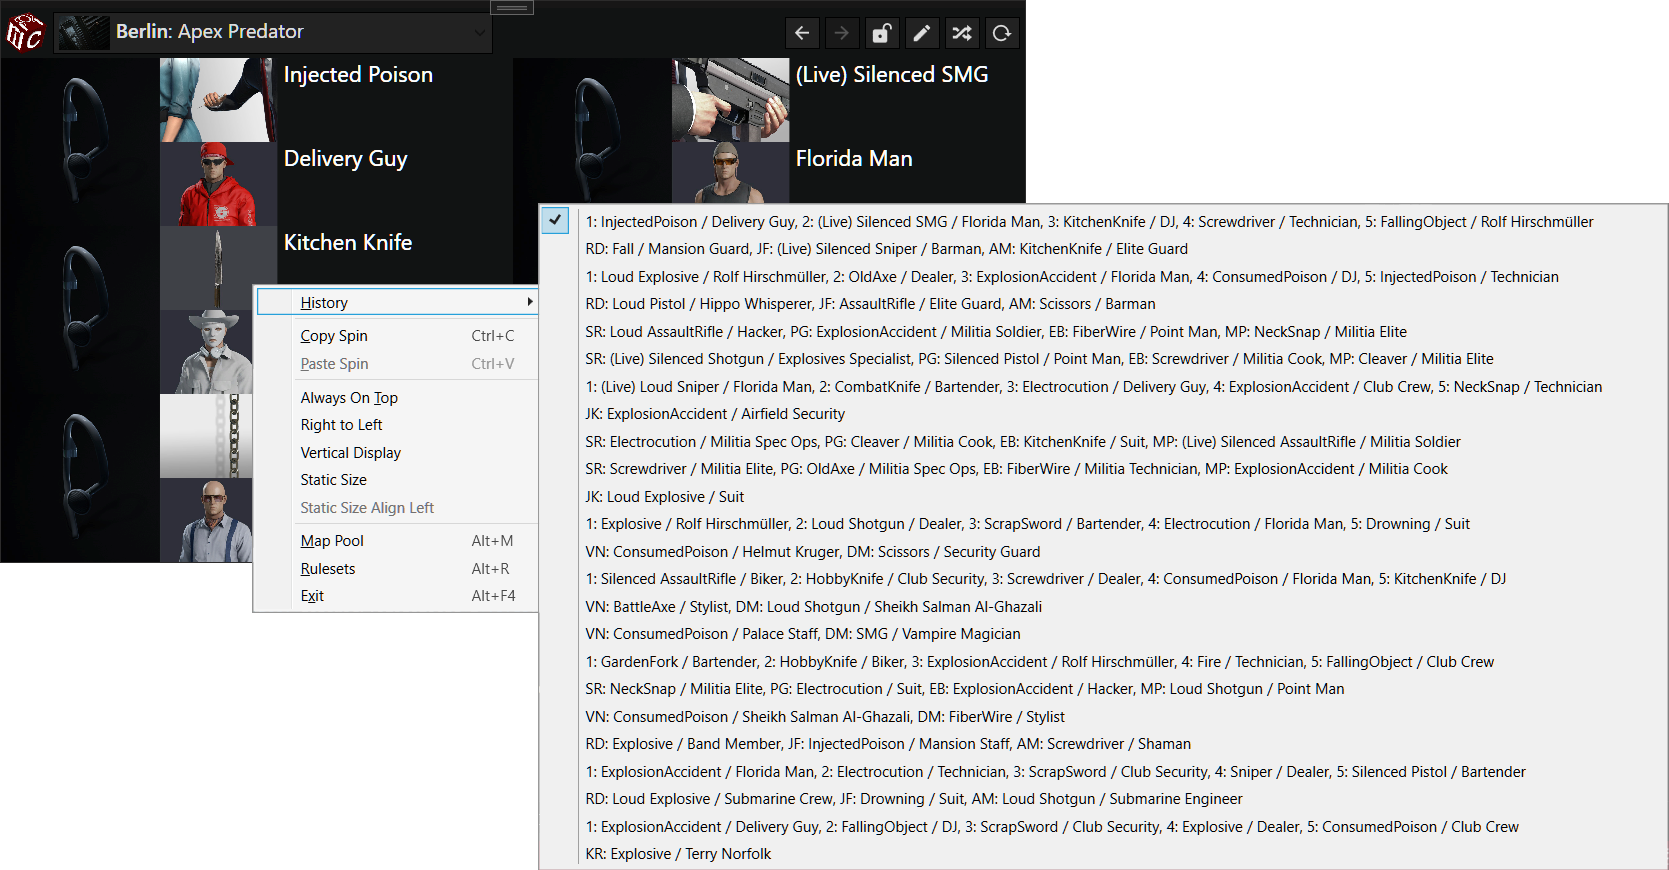 Berlin: Apex Predator
Injected Poison
(Live) Silenced SMG
Delivery Guy
Florida Man
Kitchen Knife
History
Copy Spin Ctrl+C
Paste Spin Ctrl+V
Always On Top
Right to Left
Vertical Display
Static Size
Static Size Align Left
Map Pool Alt+M
Rulesets Alt+R
Exit Alt+F4
1: InjectedPoison / Delivery Guy, 2: (Live) Silenced SMG / Florida Man, 3: KitchenKnife / DJ, 4: Screwdriver / Technician, 5: FallingObject / Rolf Hirschmüller
RD: Fall / Mansion Guard, JF: (Live) Silenced Sniper / Barman, AM: KitchenKnife / Elite Guard
1: Loud Explosive / Rolf Hirschmüller, 2: OldAxe / Dealer, 3: ExplosionAccident / Florida Man, 4: ConsumedPoison / DJ, 5: InjectedPoison / Technician
RD: Loud Pistol / Hippo Whisperer, JF: AssaultRifle / Elite Guard, AM: Scissors / Barman
SR: Loud AssaultRifle / Hacker, PG: ExplosionAccident / Militia Soldier, EB: FiberWire / Point Man, MP: NeckSnap / Militia Elite
SR: (Live) Silenced Shotgun / Explosives Specialist, PG: Silenced Pistol / Point Man, EB: Screwdriver / Militia Cook, MP: Cleaver / Militia Elite
1: (Live) Loud Sniper / Florida Man, 2: CombatKnife / Bartender, 3: Electrocution / Delivery Guy, 4: ExplosionAccident / Club Crew, 5: NeckSnap / Technician
JK: ExplosionAccident / Airfield Security
SR: Electrocution / Militia Spec Ops, PG: Cleaver / Militia Cook, EB: KitchenKnife / Suit, MP: (Live) Silenced AssaultRifle / Militia Soldier
SR: Screwdriver / Militia Elite, PG: OldAxe / Militia Spec Ops, EB: FiberWire / Militia Technician, MP: ExplosionAccident / Militia Cook
JK: Loud Explosive / Suit
1: Explosive / Rolf Hirschmüller, 2: Loud Shotgun / Dealer, 3: ScrapSword / Bartender, 4: Electrocution / Florida Man, 5: Drowning / Suit
VN: ConsumedPoison / Helmut Kruger, DM: Scissors / Security Guard
1: Silenced AssaultRifle / Biker, 2: HobbyKnife / Club Security, 3: Screwdriver / Dealer, 4: ConsumedPoison / Florida Man, 5: KitchenKnife / DJ
VN: BattleAxe / Stylist, DM: Loud Shotgun / Sheikh Salman Al-Ghazali
VN: ConsumedPoison / Palace Staff, DM: SMG / Vampire Magician
1: GardenFork / Bartender, 2: HobbyKnife / Biker, 3: ExplosionAccident / Rolf Hirschmüller, 4: Fire / Technician, 5: FallingObject / Club Crew
SR: NeckSnap / Militia Elite, PG: Electrocution / Suit, EB: ExplosionAccident / Hacker, MP: Loud Shotgun / Point Man
VN: ConsumedPoison / Sheikh Salman Al-Ghazali, DM: FiberWire / Stylist
RD: Explosive / Band Member, JF: InjectedPoison / Mansion Staff, AM: Screwdriver / Shaman
1: ExplosionAccident / Florida Man, 2: Electrocution / Technician, 3: ScrapSword / Club Security, 4: Sniper / Dealer, 5: Silenced Pistol / Bartender
RD: Loud Explosive / Submarine Crew, JF: Drowning / Suit, AM: Loud Shotgun / Submarine Engineer
1: ExplosionAccident / Delivery Guy, 2: FallingObject / DJ, 3: ScrapSword / Club Security, 4: Explosive / Dealer, 5: ConsumedPoison / Club Crew
KR: Explosive / Terry Norfolk